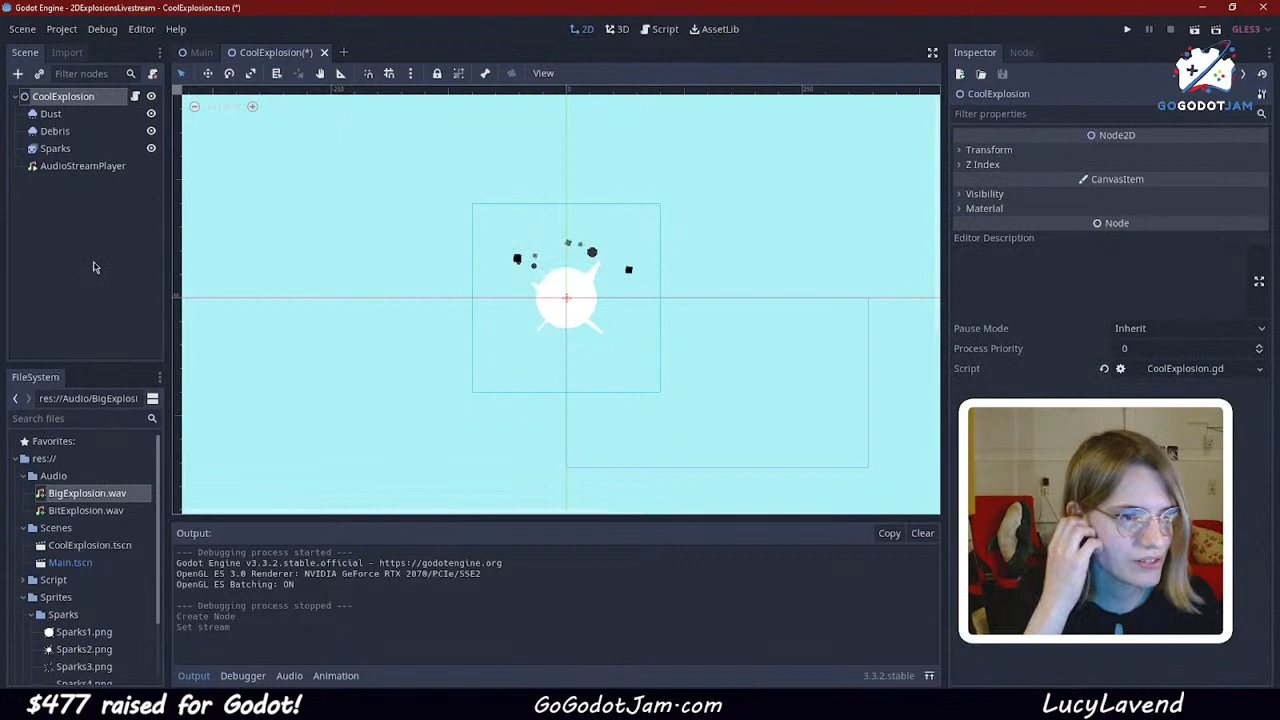 Godot Engine - 2DExplosionsLivestream - CoolExplosion.tscn (*)
Scene Project Debug Editor Help
2D 3D Script AssetLib
GLES3
Scene Import
Main CoolExplosion(*)
Inspector Node
Filter nodes
View
CoolExplosion
Dust
Debris
Sparks
AudioStreamPlayer
-250 0 250
CoolExplosion
GOGODOTJAM
Filter properties
Node2D
Transform
Z Index
CanvasItem
Visibility
Material
Node
Editor Description
Pause Mode Inherit
Process Priority 0
Script CoolExplosion.gd
FileSystem
res://Audio/BigExplosi
Search files
Favorites:
res://
Audio
BigExplosion.wav
BitExplosion.wav
Scenes
CoolExplosion.tscn
Main.tscn
Script
Sprites
Sparks
Sparks1.png
Sparks2.png
Sparks3.png
Sparks4.png
Output:
Copy Clear
--- Debugging process started ---
Godot Engine v3.3.2.stable.official - https://godotengine.org
OpenGL ES 3.0 Renderer: NVIDIA GeForce RTX 2070/PCIe/SSE2
OpenGL ES Batching: ON
--- Debugging process stopped ---
Create Node
Set stream
Output Debugger Audio Animation
3.3.2.stable
$477 raised for Godot!
GoGodotJam.com
LucyLavend